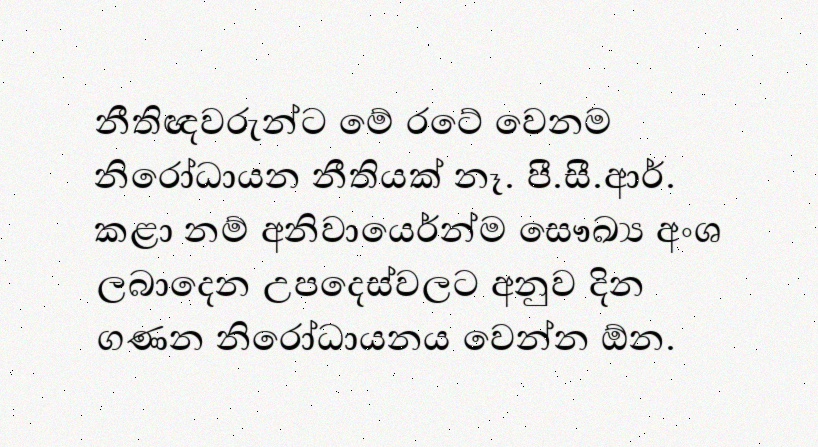 නීතිඥවරුන්ට මේ රටේ වෙනම
නිරෝධායන නීතියක් නෑ. පී.සී.ආර්.
කළා නම් අනිවායෙර්න්ම සෞඛ්‍ය අංශ
ලබාදෙන උපදෙස්වලට අනුව දින
ගණන නිරෝධායනය වෙන්න ඕන.